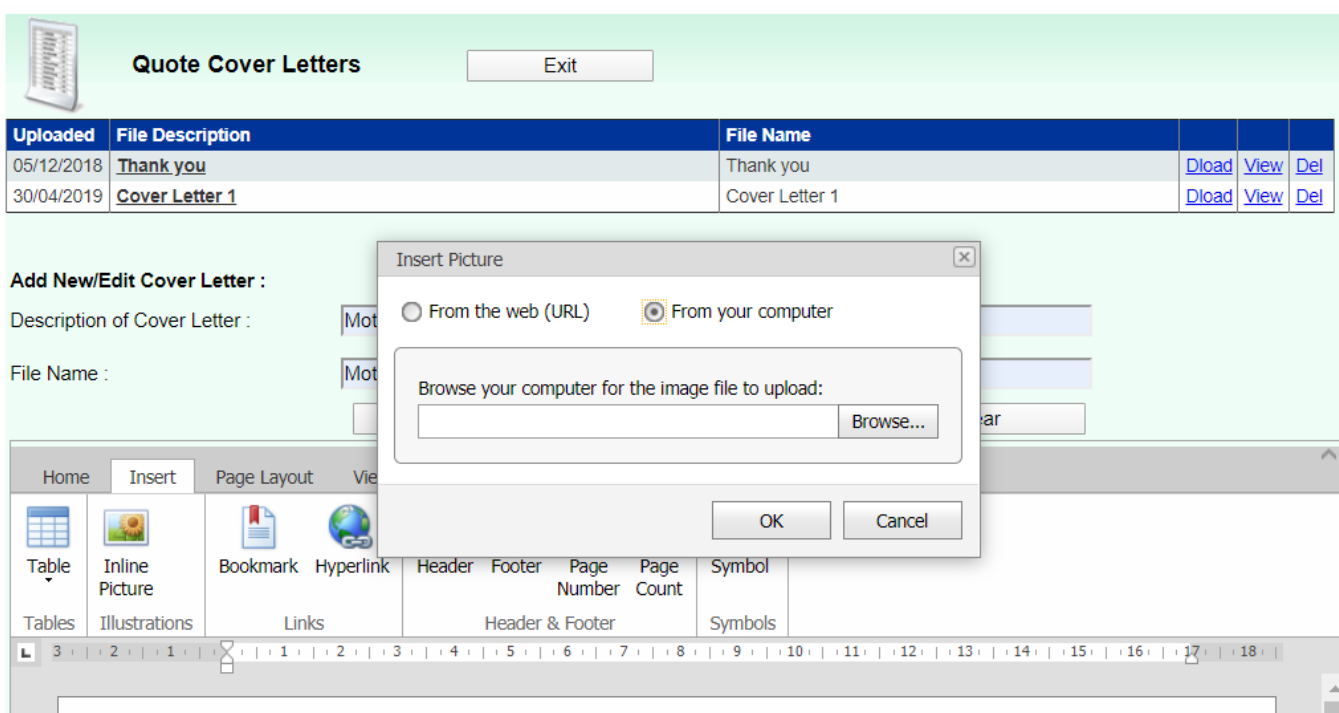 Quote Cover Letters Exit
Uploaded File Description File Name
05/12/2018 Thank you Thank you Dload View Del
30/04/2019 Cover Letter 1 Cover Letter 1 Dload View Del
Insert Picture
Add New/Edit Cover Letter :
From the web (URL) From your computer
Description of Cover Letter : Mot
File Name : Mot
Browse your computer for the image file to upload:
Browse...
ear
Home Insert Page Layout Vie
OK Cancel
Table Inline Picture Bookmark Hyperlink Header Footer Page Number Page Count Symbol
Tables Illustrations Links Header & Footer Symbols
L 3 2 1 1 2 3 4 5 6 7 8 9 10 11 12 13 14 15 16 17 18